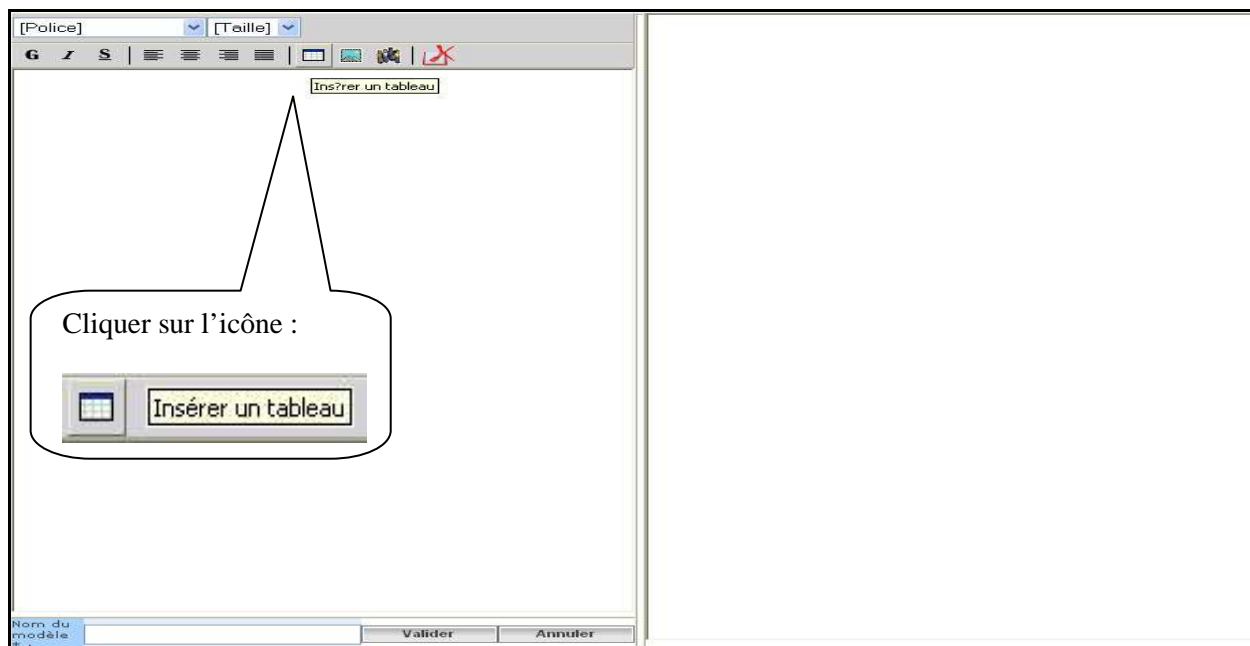 [Police] [Taille]
G I S
Ins?rer un tableau
Cliquer sur l’icône :
Insérer un tableau
Nom du
modèle
* :
Valider Annuler